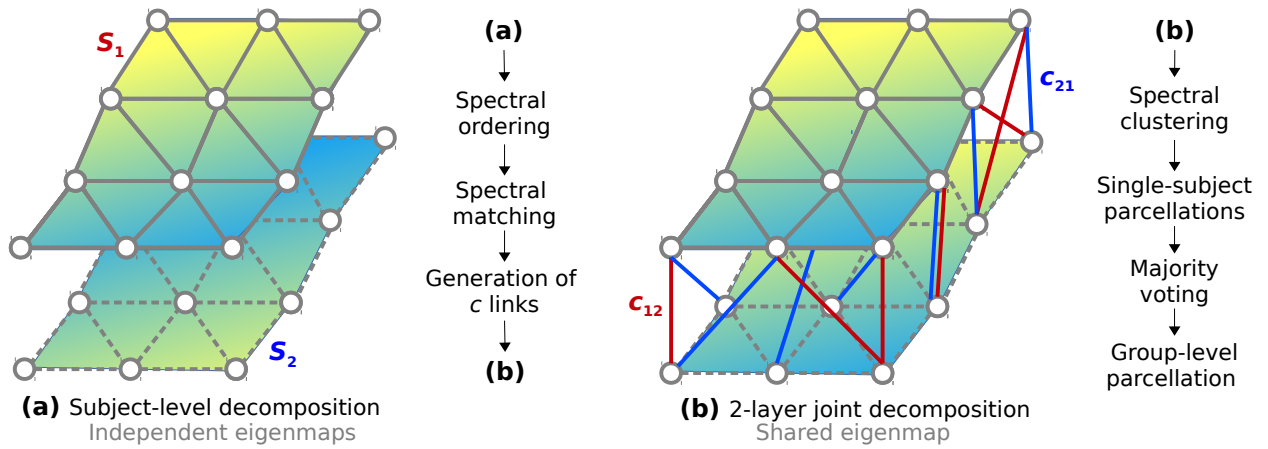 S1
S2
(a) Subject-level decomposition
Independent eigenmaps
(a)
Spectral
ordering
Spectral
matching
Generation of
c links
(b)
c21
c12
(b) 2-layer joint decomposition
Shared eigenmap
(b)
Spectral
clustering
Single-subject
parcellations
Majority
voting
Group-level
parcellation